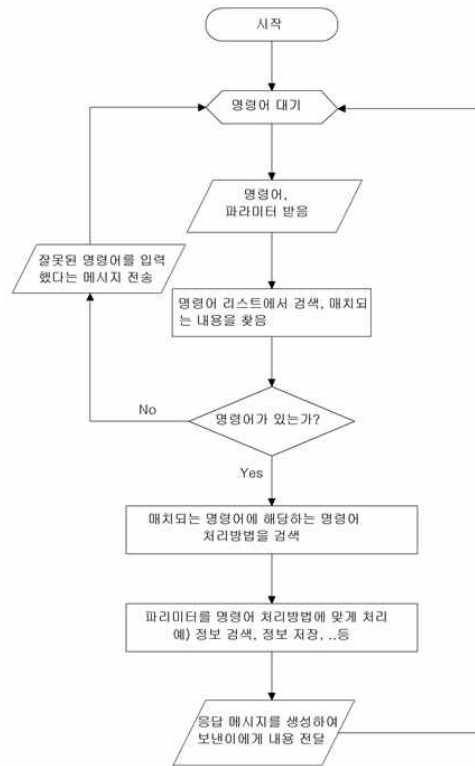 시작
명령어 대기
명령어,
파라미터 받음
잘못된 명령어를 입력
했다는 메시지 전송
명령어 리스트에서 검색, 매치되
는 내용을 찾음
No
명령어가 있는가?
Yes
매치되는 명령어에 해당하는 명령어
처리방법을 검색
파리미터를 명령어 처리방법에 맞게 처리
예) 정보 검색, 정보 저장, ..등
응답 메시지를 생성하여
보낸이에게 내용 전달